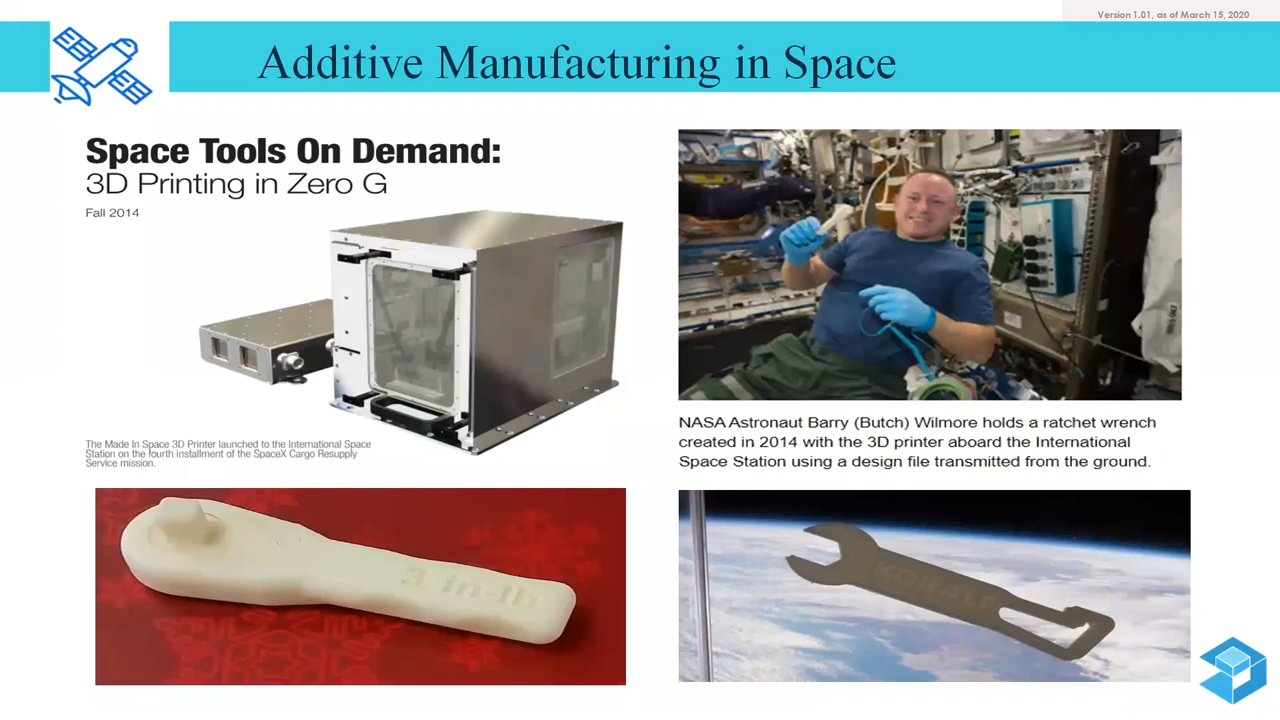 Version 1.01, as of March 15, 2020
Additive Manufacturing in Space
Space Tools On Demand:
3D Printing in Zero G
Fall 2014
The Made In Space 3D Printer launched to the International Space
Station on the fourth installment of the SpaceX Cargo Resupply
Service mission.
NASA Astronaut Barry (Butch) Wilmore holds a ratchet wrench
created in 2014 with the 3D printer aboard the International
Space Station using a design file transmitted from the ground.
3 in-lb
KOBALT